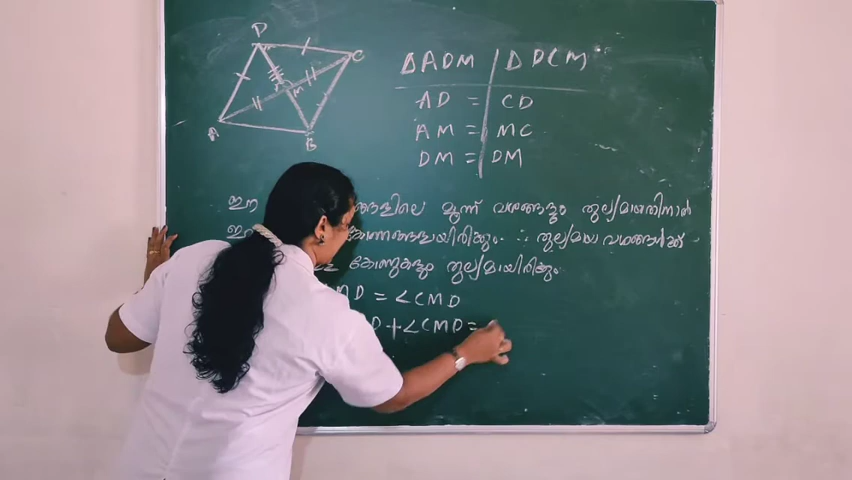 D
C
M
A
B
ΔADM | ΔDCM
AD = CD
AM = MC
DM = DM
ഈ മൂന്ന് വശങ്ങളും തുല്യമായതിനാൽ
∴ തുല്യമായ വശങ്ങൾക്ക്
കോണുകളും തുല്യമായിരിക്കും
MD = ∠CMD
D + ∠CMD =